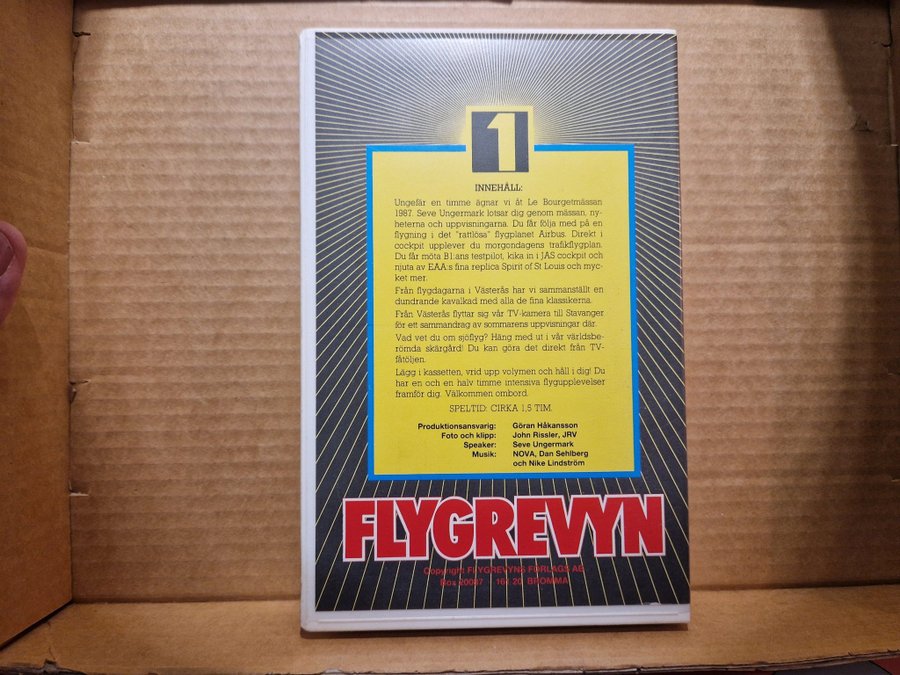 1
INNEHÅLL:
Ungefär en timme ägnar vi åt Le Bourgetmässan
1987. Seve Ungermark lotsar dig genom mässan, ny-
heterna och uppvisningarna. Du får följa med på en
flygning i det "rattlösa" flygplanet Airbus. Direkt i
cockpit upplever du morgondagens trafikflygplan.
Du får möta B1:ans testpilot, kika in i JAS cockpit och
njuta av EAA:s fina replica Spirit of St Louis och myc-
ket mer.
Från flygdagarna i Västerås har vi sammanställt en
dundrande kavalkad med alla de fina klassikerna.
Från Västerås flyttar sig vår TV-kamera till Stavanger
för ett sammandrag av sommarens uppvisningar där.
Vad vet du om sjöflyg? Häng med ut i vår världsbe-
römda skärgård! Du kan göra det direkt från TV-
fåtöljen.
Lägg i kassetten, vrid upp volymen och håll i dig! Du
har en och en halv timme intensiva flygupplevelser
framför dig. Välkommen ombord.
SPELTID: CIRKA 1,5 TIM.
Produktionsansvarig: Göran Håkansson
Foto och klipp: John Rissler, JRV
Speaker: Seve Ungermark
Musik: NOVA, Dan Sehlberg
och Nike Lindström
FLYGREVYN
Copyright FLYGREVYNS FÖRLAGS AB
Box 20087 161 20 BROMMA